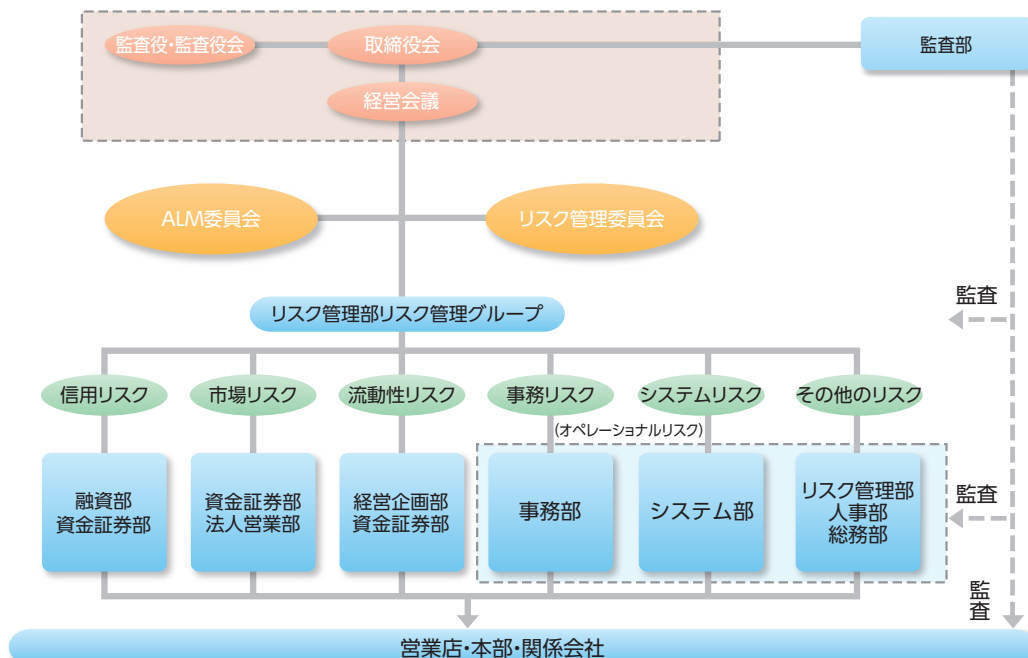 監査役・監査役会
取締役会
監査部
経営会議
ALM委員会
リスク管理委員会
リスク管理部リスク管理グループ
監査
信用リスク
市場リスク
流動性リスク
事務リスク
システムリスク
その他のリスク
(オペレーショナルリスク)
融資部
資金証券部
資金証券部
法人営業部
経営企画部
資金証券部
事務部
システム部
リスク管理部
人事部
総務部
監査
監査
営業店・本部・関係会社